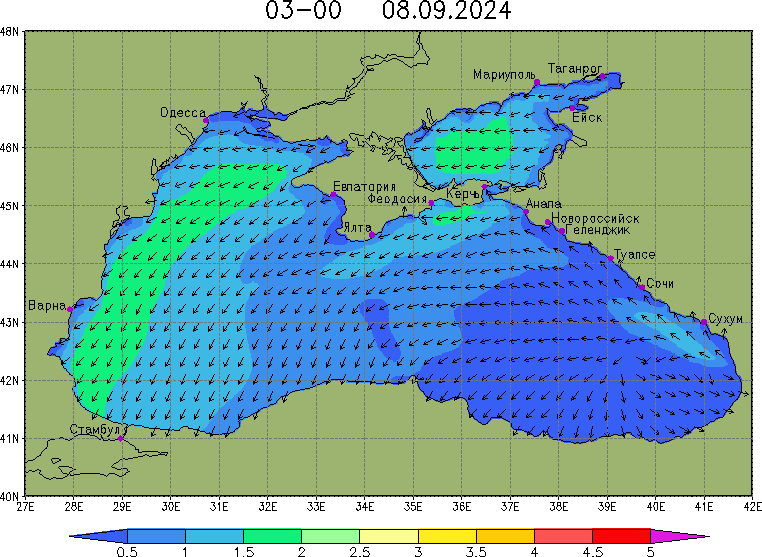 03-00 08.09.2024
48N
47N
46N
45N
44N
43N
42N
41N
40N
Таганрог
Мариуполь
Ейск
Одесса
Евпатория
Керчь
Феодосия
Анапа
Новороссийск
Ялта
Геленджик
Туапсе
Сочи
Варна
Сухум
Стамбул
27E 28E 29E 30E 31E 32E 33E 34E 35E 36E 37E 38E 39E 40E 41E 42E
0.5 1 1.5 2 2.5 3 3.5 4 4.5 5